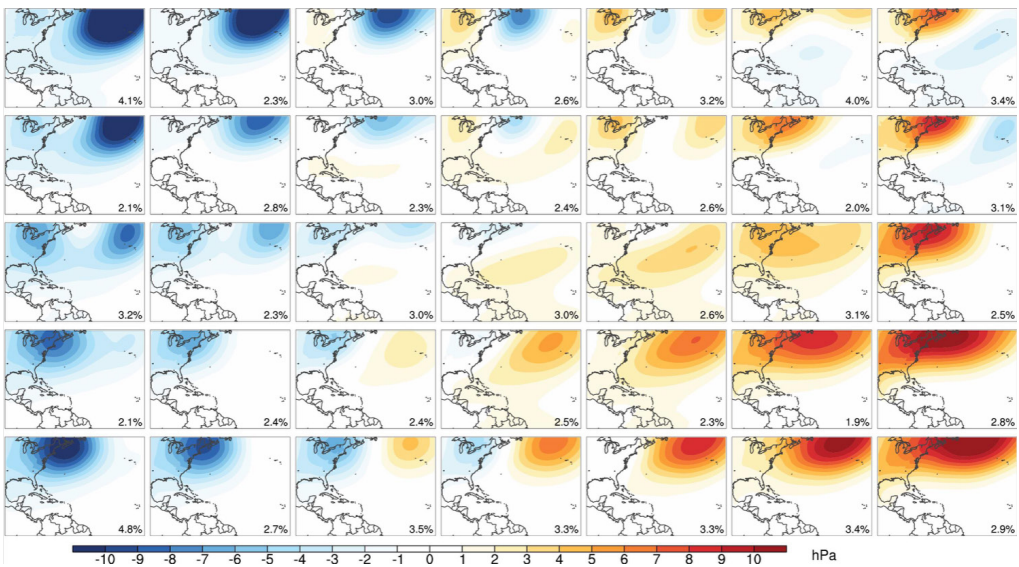 4.1% 2.3% 3.0% 2.6% 3.2% 4.0% 3.4%
2.1% 2.8% 2.3% 2.4% 2.6% 2.0% 3.1%
3.2% 2.3% 3.0% 3.0% 2.6% 3.1% 2.5%
2.1% 2.4% 2.4% 2.5% 2.3% 1.9% 2.8%
4.8% 2.7% 3.5% 3.3% 3.3% 3.4% 2.9%
-10 -9 -8 -7 -6 -5 -4 -3 -2 -1 0 1 2 3 4 5 6 7 8 9 10 hPa